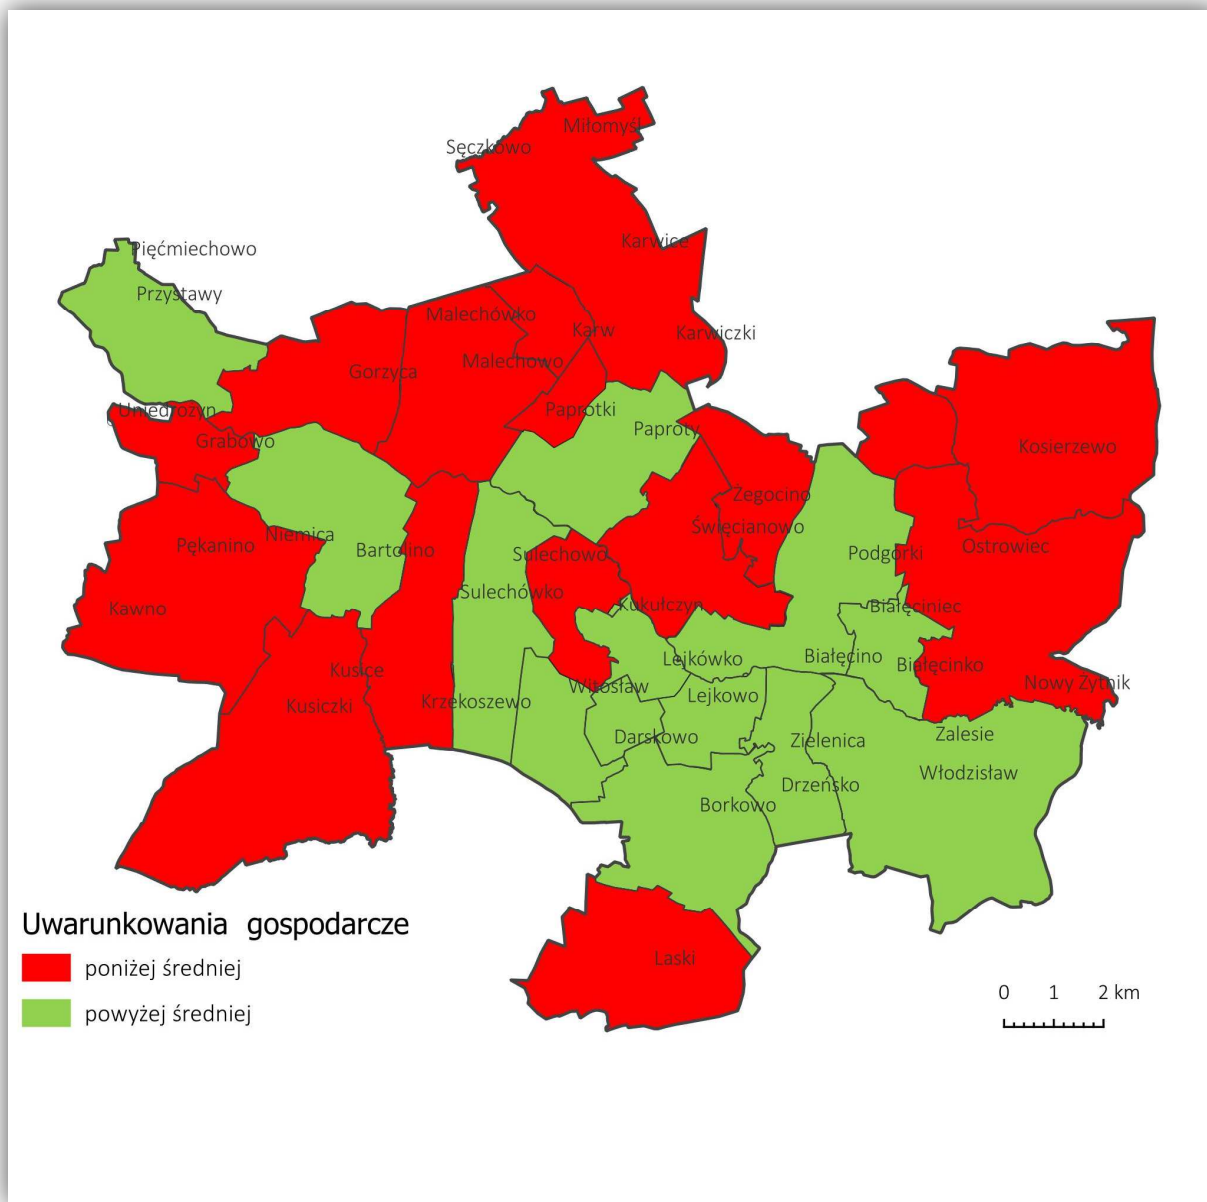 Miłomyśl
Sęczkowo
Karwice
Pięćmiechowo
Przystawy
Malechówko
Karw
Karwiczki
Malechowo
Gorzyca
Paprotki
Uniedrożyn
Paproty
Grabowo
Kosierzewo
Żegocino
Święcianowo
Niemica
Pękanino
Bartolino
Sulechowo
Podgórki
Ostrowiec
Sulechówko
Kukułczyn
Białęciniec
Kawno
Lejkówko
Białęcino
Białęcinko
Kusice
Nowy Żytnik
Witosław
Lejkowo
Krzekoszewo
Kusiczki
Darskowo
Zielenica
Zalesie
Włodzisław
Drzeńsko
Borkowo
Uwarunkowania gospodarcze
Laski
poniżej średniej
0 1 2 km
powyżej średniej